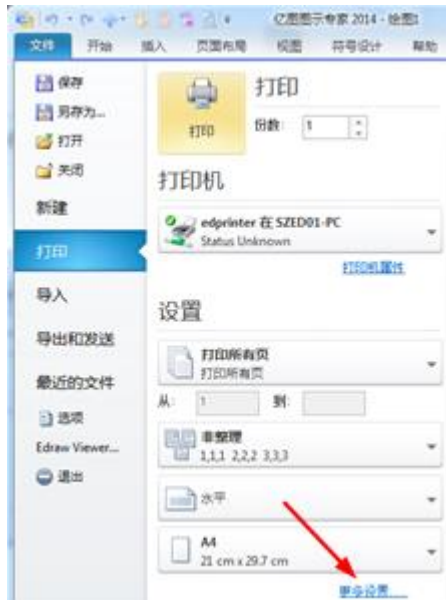 亿图图示专家 2014 - 绘图1
文件 开始 插入 页面布局 视图 符号设计 帮助
保存
另存为...
打开
关闭
新建
打印
导入
导出和发送
最近的文件
选项
Edraw Viewer...
退出
打印
打印
份数: 1
打印机
edprinter 在 SZED01-PC
Status Unknown
打印机属性
设置
打印所有页
打印所有页
从: 1 到:
非整理
1,1,1 2,2,2 3,3,3
水平
A4
21 cm x 29.7 cm
更多设置...